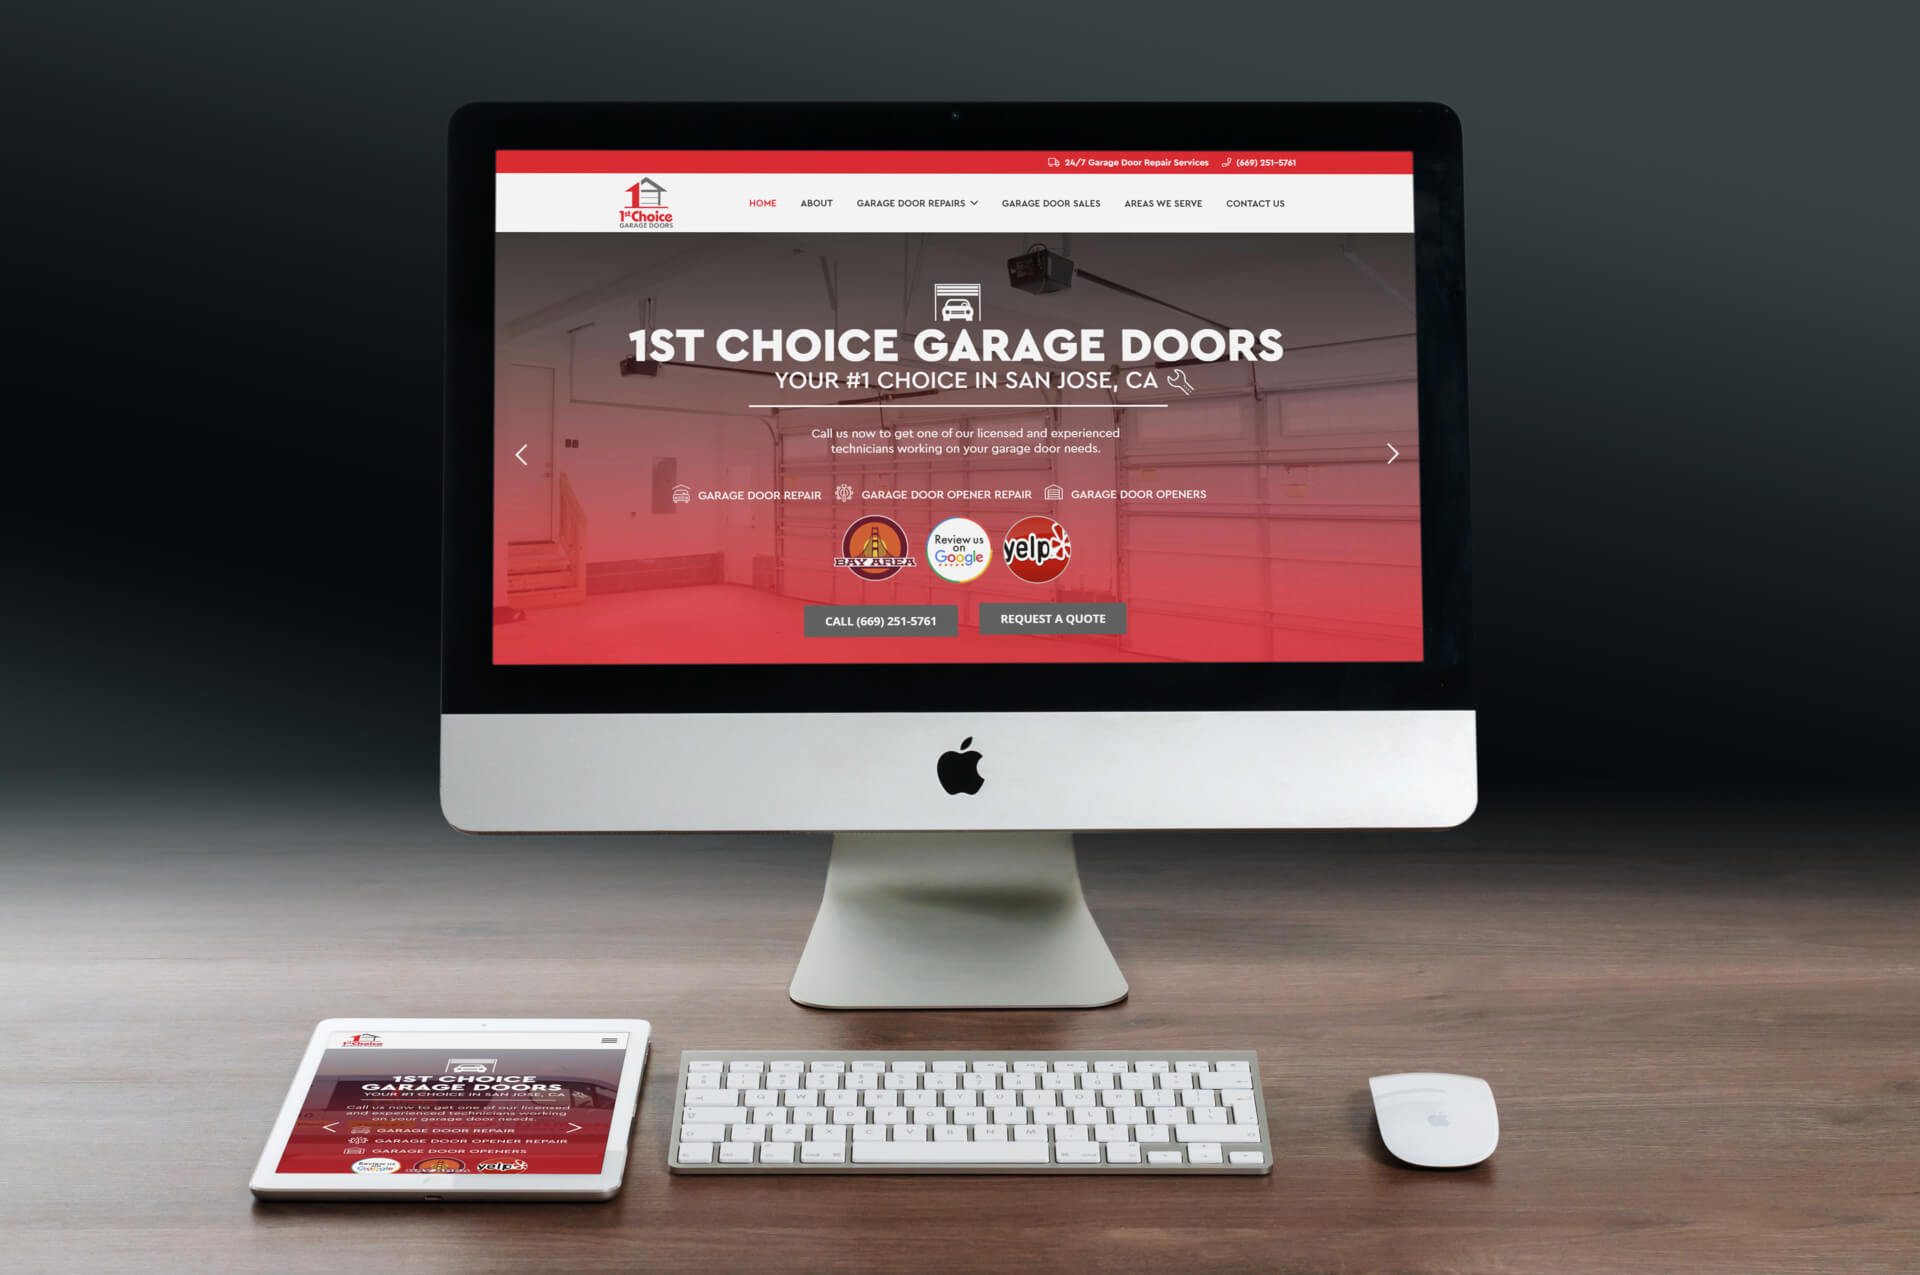 24/7 Garage Door Repair Services (669) 251-5761
1st Choice
GARAGE DOORS
HOME ABOUT GARAGE DOOR REPAIRS GARAGE DOOR SALES AREAS WE SERVE CONTACT US
1ST CHOICE GARAGE DOORS
YOUR #1 CHOICE IN SAN JOSE, CA
Call us now to get one of our licensed and experienced
technicians working on your garage door needs.
GARAGE DOOR REPAIR GARAGE DOOR OPENER REPAIR GARAGE DOOR OPENERS
BAY AREA
Review us
on
Google
yelp
CALL (669) 251-5761 REQUEST A QUOTE
1st Choice
1ST CHOICE
GARAGE DOORS
YOUR #1 CHOICE IN SAN JOSE, CA
Call us now to get one of our licensed
and experienced technicians working
on your garage door needs.
GARAGE DOOR REPAIR
GARAGE DOOR OPENER REPAIR
GARAGE DOOR OPENERS
Review us
Google
yelp